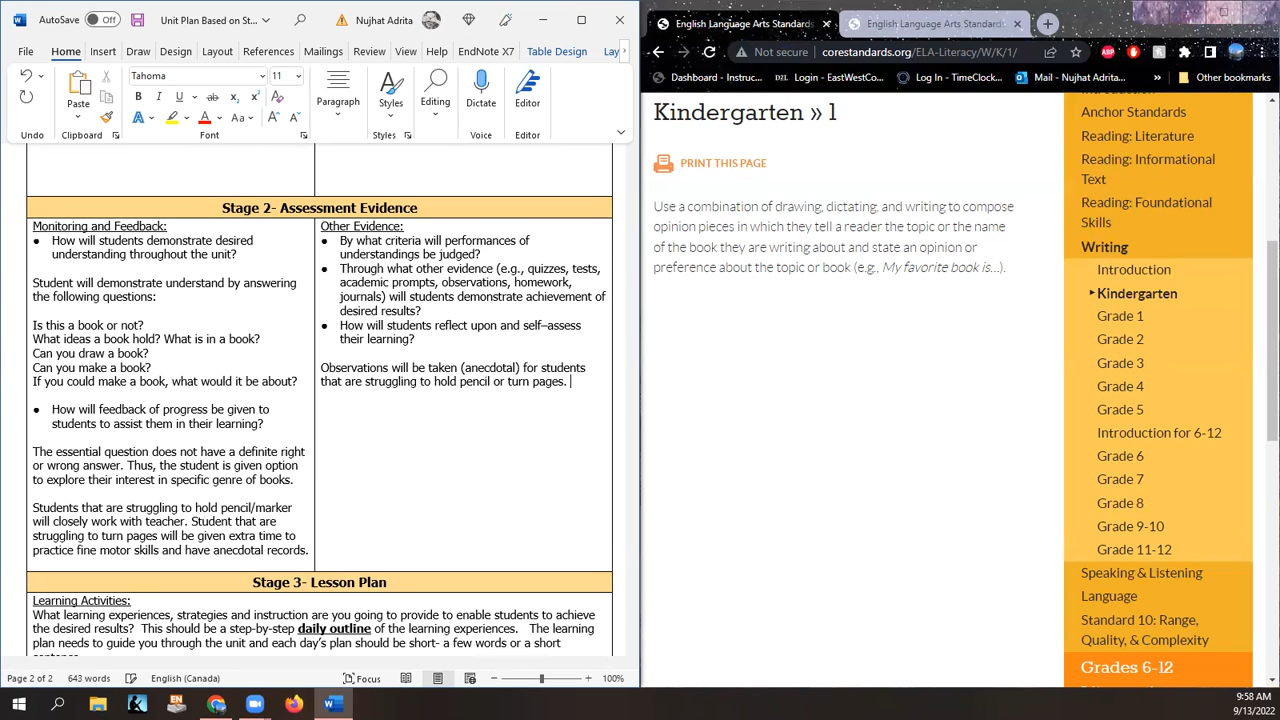 AutoSave Off Unit Plan Based on St... Nujhat Adrita
File Home Insert Draw Design Layout References Mailings Review View Help EndNote X7 Table Design Lay
Tahoma 11
Paste
B I U ab x₂ x²
A Aa A A
Paragraph Styles Editing Dictate Editor
Undo Clipboard Font Styles Voice Editor
Stage 2- Assessment Evidence
Monitoring and Feedback:
● How will students demonstrate desired
understanding throughout the unit?
Student will demonstrate understand by answering
the following questions:
Is this a book or not?
What ideas a book hold? What is in a book?
Can you draw a book?
Can you make a book?
If you could make a book, what would it be about?
● How will feedback of progress be given to
students to assist them in their learning?
The essential question does not have a definite right
or wrong answer. Thus, the student is given option
to explore their interest in specific genre of books.
Students that are struggling to hold pencil/marker
will closely work with teacher. Student that are
struggling to turn pages will be given extra time to
practice fine motor skills and have anecdotal records.
Other Evidence:
● By what criteria will performances of
understandings be judged?
● Through what other evidence (e.g., quizzes, tests,
academic prompts, observations, homework,
journals) will students demonstrate achievement of
desired results?
● How will students reflect upon and self–assess
their learning?
Observations will be taken (anecdotal) for students
that are struggling to hold pencil or turn pages.
Stage 3- Lesson Plan
Learning Activities:
What learning experiences, strategies and instruction are you going to provide to enable students to achieve
the desired results? This should be a step-by-step daily outline of the learning experiences. The learning
plan needs to guide you through the unit and each day's plan should be short- a few words or a short
Page 2 of 2 643 words English (Canada) Focus 100%
English Language Arts Standards English Language Arts Standards
Not secure corestandards.org/ELA-Literacy/W/K/1/ ABP
Dashboard - Instruc... D2L Login - EastWestCo... Log In - TimeClock... Mail - Nujhat Adrita... » Other bookmarks
Kindergarten » 1
PRINT THIS PAGE
Use a combination of drawing, dictating, and writing to compose
opinion pieces in which they tell a reader the topic or the name
of the book they are writing about and state an opinion or
preference about the topic or book (e.g., My favorite book is...).
Introduction
Anchor Standards
Reading: Literature
Reading: Informational
Text
Reading: Foundational
Skills
Writing
Introduction
Kindergarten
Grade 1
Grade 2
Grade 3
Grade 4
Grade 5
Introduction for 6-12
Grade 6
Grade 7
Grade 8
Grade 9-10
Grade 11-12
Speaking & Listening
Language
Standard 10: Range,
Quality, & Complexity
Grades 6-12
9:58 AM
9/13/2022